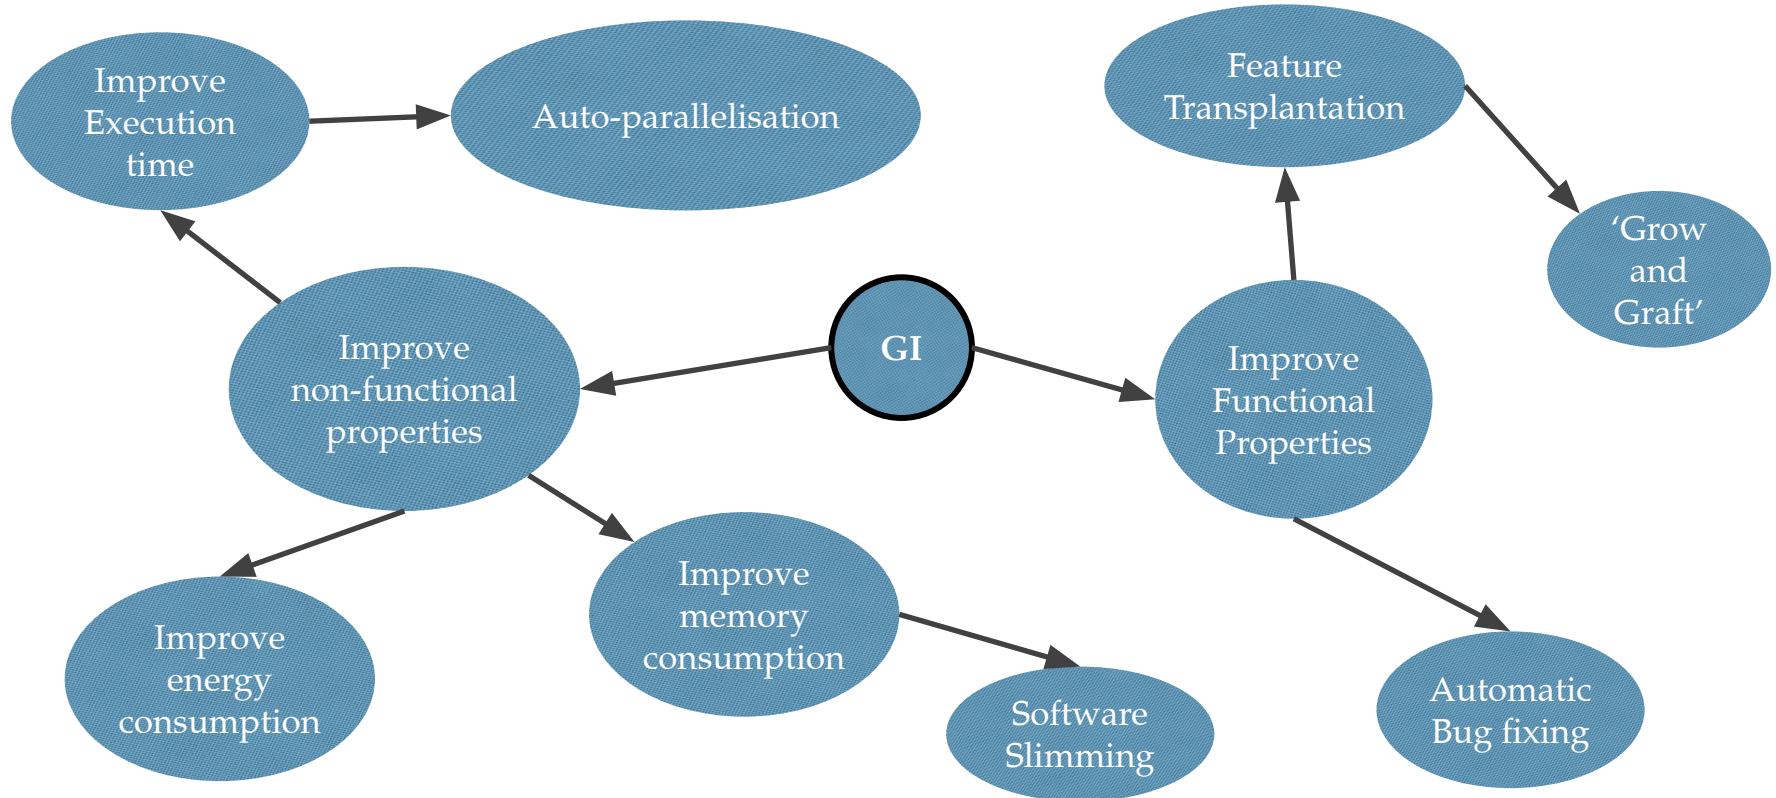 Improve
Execution
time
Auto-parallelisation
Feature
Transplantation
‘Grow
and
Graft’
GI
Improve
non-functional
properties
Improve
Functional
Properties
Improve
energy
consumption
Improve
memory
consumption
Software
Slimming
Automatic
Bug fixing